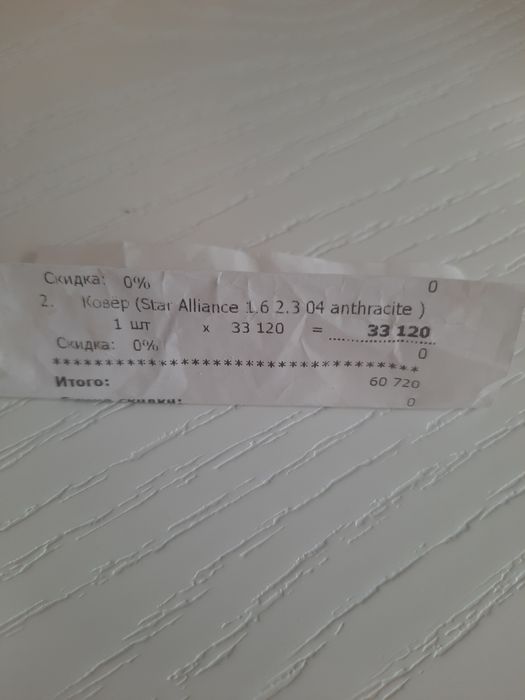 Скидка: 0% 0
2. Ковер (Star Alliance 1.6 2.3 04 anthracite )
1 шт x 33 120 = 33 120
Скидка: 0% 0
************************************
Итого: 60 720
скидки: 0